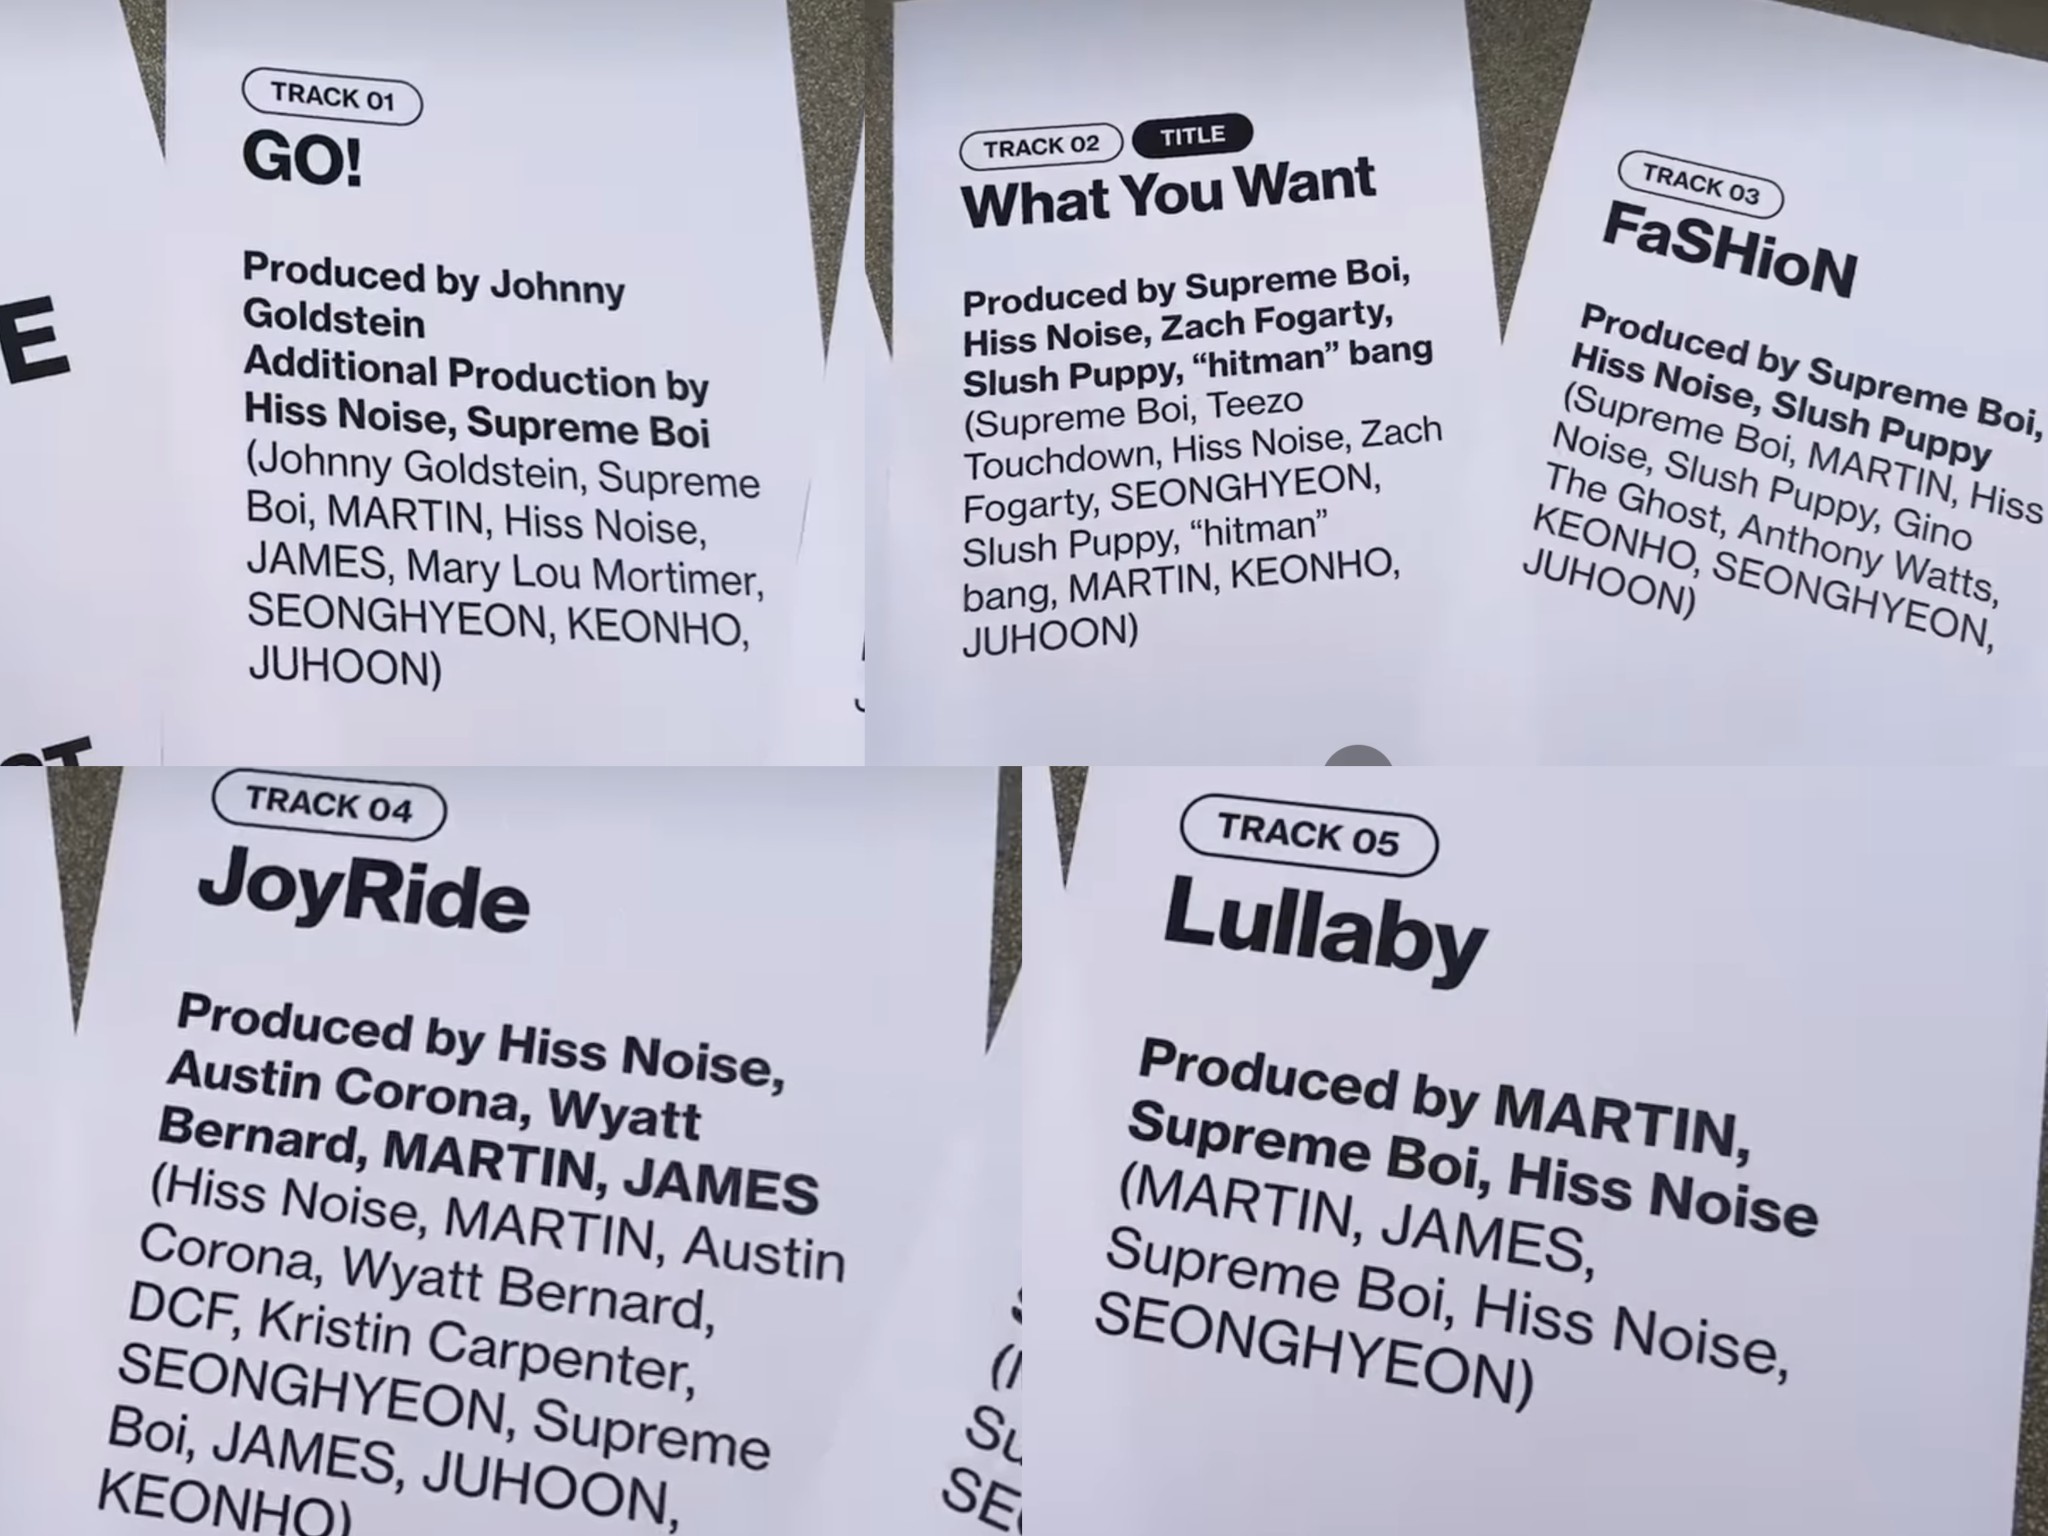 E
TRACK 01
GO!
Produced by Johnny
Goldstein
Additional Production by
Hiss Noise, Supreme Boi
(Johnny Goldstein, Supreme
Boi, MARTIN, Hiss Noise,
JAMES, Mary Lou Mortimer,
SEONGHYEON, KEONHO,
JUHOON)
TRACK 02 TITLE
What You Want
Produced by Supreme Boi,
Hiss Noise, Zach Fogarty,
Slush Puppy, “hitman” bang
(Supreme Boi, Teezo
Touchdown, Hiss Noise, Zach
Fogarty, SEONGHYEON,
Slush Puppy, “hitman”
bang, MARTIN, KEONHO,
JUHOON)
TRACK 03
FaSHioN
Produced by Supreme Boi,
Hiss Noise, Slush Puppy
(Supreme Boi, MARTIN, Hiss
Noise, Slush Puppy, Gino
The Ghost, Anthony Watts,
KEONHO, SEONGHYEON,
JUHOON)
TRACK 04
JoyRide
Produced by Hiss Noise,
Austin Corona, Wyatt
Bernard, MARTIN, JAMES
(Hiss Noise, MARTIN, Austin
Corona, Wyatt Bernard,
DCF, Kristin Carpenter,
SEONGHYEON, Supreme
Boi, JAMES, JUHOON,
KEONHO)
TRACK 05
Lullaby
Produced by MARTIN,
Supreme Boi, Hiss Noise
(MARTIN, JAMES,
Supreme Boi, Hiss Noise,
SEONGHYEON)